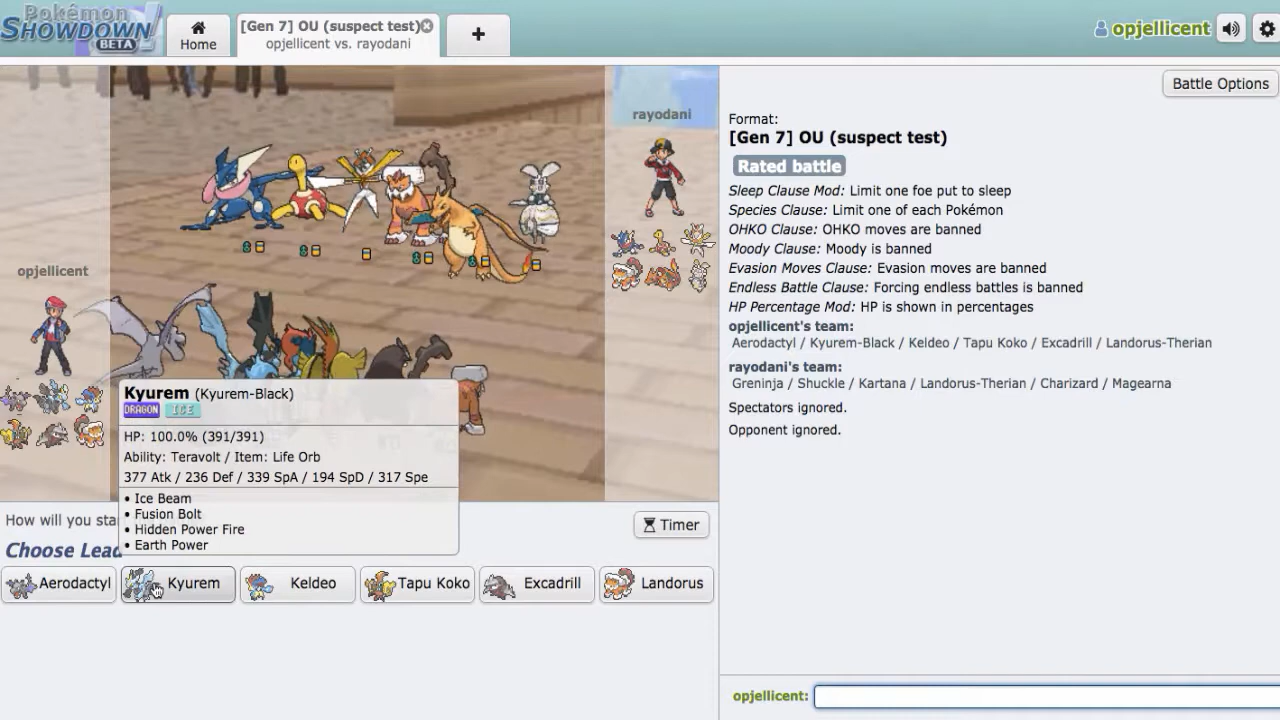 Pokémon
SHOWDOWN!
BETA
Home
[Gen 7] OU (suspect test)
opjellicent vs. rayodani
+
opjellicent
Battle Options
rayodani
opjellicent
Format:
[Gen 7] OU (suspect test)
Rated battle
Sleep Clause Mod: Limit one foe put to sleep
Species Clause: Limit one of each Pokémon
OHKO Clause: OHKO moves are banned
Moody Clause: Moody is banned
Evasion Moves Clause: Evasion moves are banned
Endless Battle Clause: Forcing endless battles is banned
HP Percentage Mod: HP is shown in percentages
opjellicent's team:
Aerodactyl / Kyurem-Black / Keldeo / Tapu Koko / Excadrill / Landorus-Therian
rayodani's team:
Greninja / Shuckle / Kartana / Landorus-Therian / Charizard / Magearna
Spectators ignored.
Opponent ignored.
Kyurem (Kyurem-Black)
DRAGON ICE
HP: 100.0% (391/391)
Ability: Teravolt / Item: Life Orb
377 Atk / 236 Def / 339 SpA / 194 SpD / 317 Spe
• Ice Beam
• Fusion Bolt
• Hidden Power Fire
• Earth Power
How will you sta
Timer
Choose Lead
Aerodactyl
Kyurem
Keldeo
Tapu Koko
Excadrill
Landorus
opjellicent: